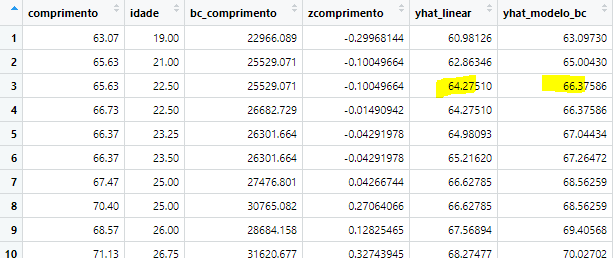 comprimento idade bc_comprimento zcomprimento yhat_linear yhat_modelo_bc
1 63.07 19.00 22966.089 -0.29968144 60.98126 63.09730
2 65.63 21.00 25529.071 -0.10049664 62.86346 65.00430
3 65.63 22.50 25529.071 -0.10049664 64.27510 66.37586
4 66.73 22.50 26682.729 -0.01490942 64.27510 66.37586
5 66.37 23.25 26301.664 -0.04291978 64.98093 67.04434
6 66.37 23.50 26301.664 -0.04291978 65.21620 67.26472
7 67.47 25.00 27476.801 0.04266744 66.62785 68.56259
8 70.40 25.00 30765.082 0.27064066 66.62785 68.56259
9 68.57 26.00 28684.158 0.12825465 67.56894 69.40568
10 71.13 26.75 31620.677 0.32743945 68.27477 70.02702